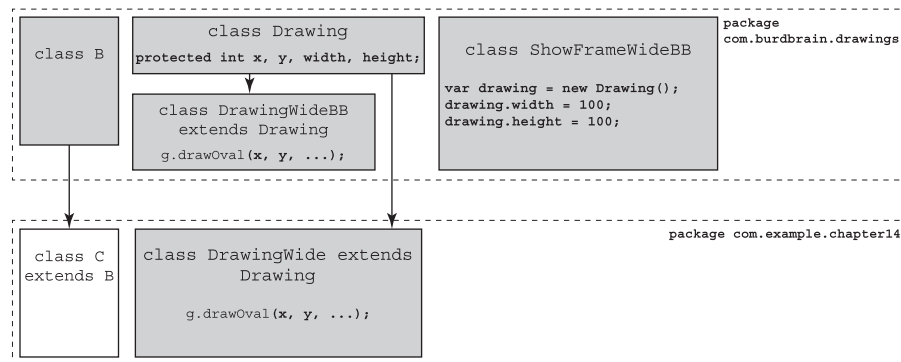 class B
class Drawing
protected int x, y, width, height;
class DrawingWideBB
extends Drawing
g.drawOval(x, y, ...);
class ShowFrameWideBB
var drawing = new Drawing();
drawing.width = 100;
drawing.height = 100;
package
com.burdbrain.drawings
class C
extends B
class DrawingWide extends
Drawing
g.drawOval(x, y, ...);
package com.example.chapter14